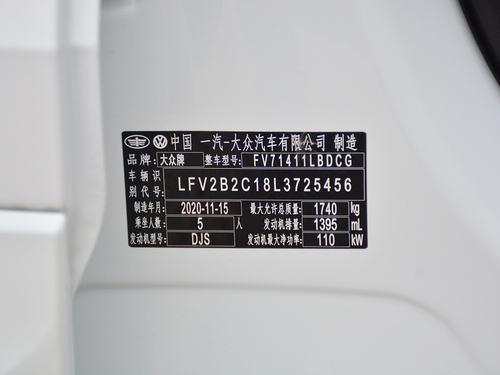 中国 一汽-大众汽车有限公司 制造
品牌: 大众牌 整车型号: FV71411LBDCG
车辆识别代号: LFV2B2C18L3725456
制造年月: 2020-11-15 最大允许总质量: 1740 kg
乘坐人数: 5 人 发动机排量: 1395 mL
发动机型号: DJS 发动机最大净功率: 110 kW